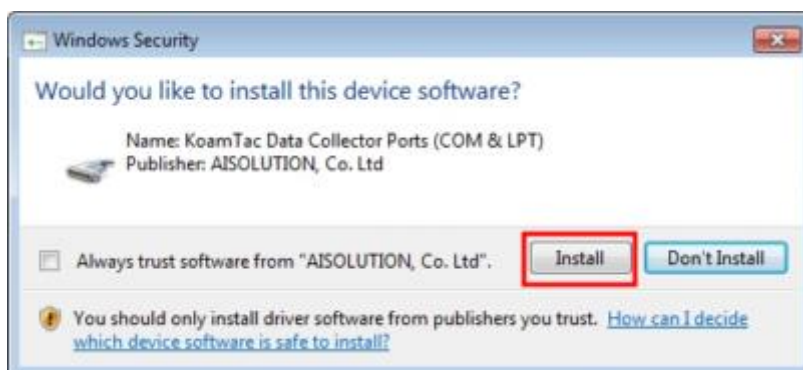 Windows Security
Would you like to install this device software?
Name: KoamTac Data Collector Ports (COM & LPT)
Publisher: AISOLUTION, Co. Ltd
Always trust software from "AISOLUTION, Co. Ltd".
Install
Don't Install
You should only install driver software from publishers you trust. How can I decide
which device software is safe to install?